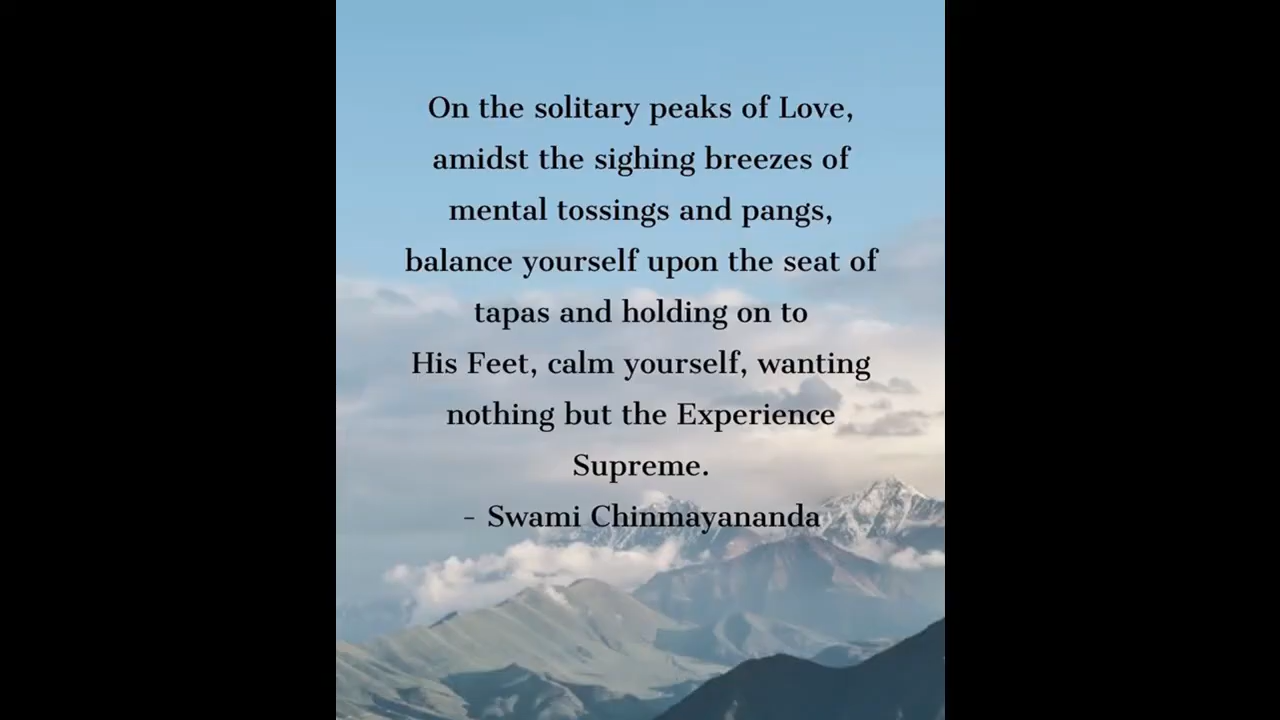 On the solitary peaks of Love,
amidst the sighing breezes of
mental tossings and pangs,
balance yourself upon the seat of
tapas and holding on to
His Feet, calm yourself, wanting
nothing but the Experience
Supreme.
- Swami Chinmayananda